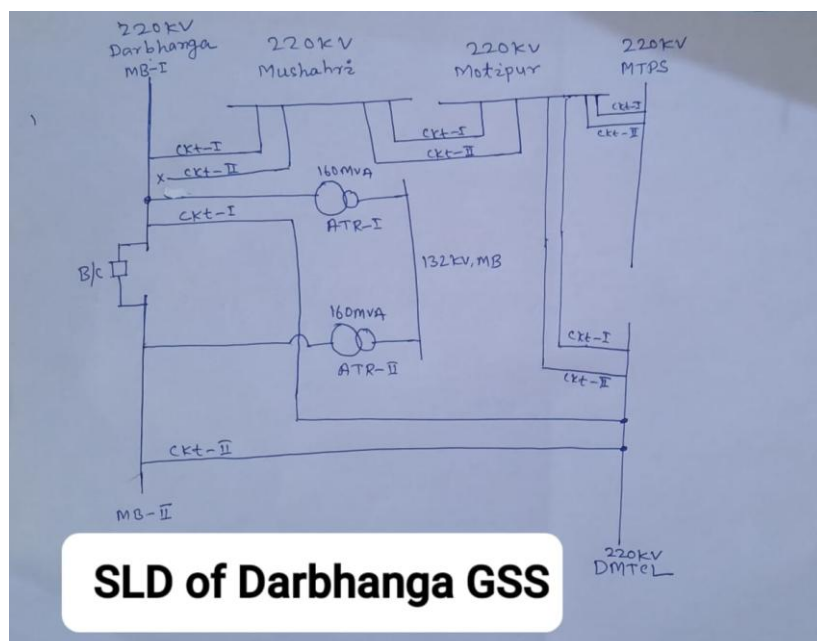 220KV
Darbhanga
MB-I
220KV
Mushahri
220KV
Motipur
220KV
MTPS
ckt-I
ckt-II
ckt-I
ckt-II
ckt-I
x- ckt-II
160MVA
ATR-I
ckt-I
B/c
132KV, MB
160MVA
ATR-II
ckt-I
ckt-II
ckt-II
MB-II
220KV
DMTCL
SLD of Darbhanga GSS